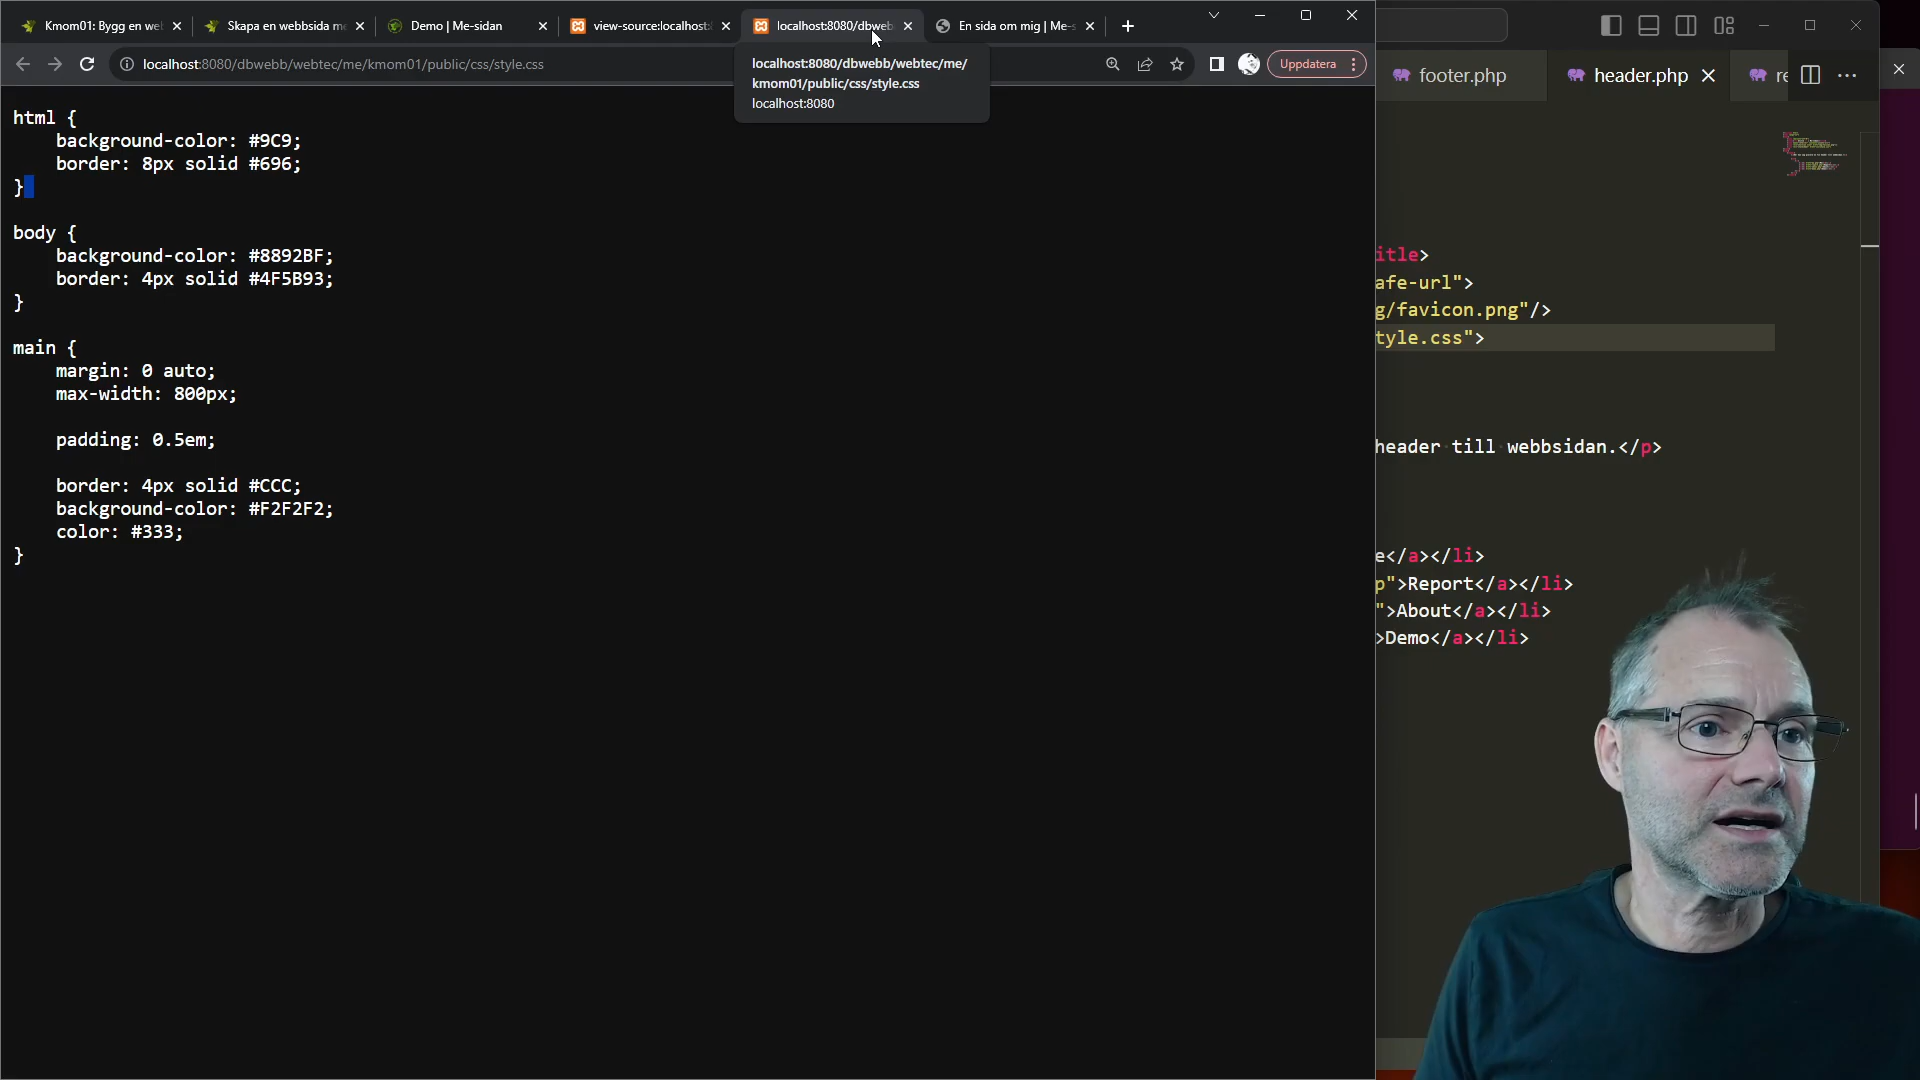 Kmom01: Bygg en wel
Skapa en webbsida me
Demo | Me-sidan
view-source:localhost:
localhost:8080/dbweb
En sida om mig | Me-s
localhost:8080/dbwebb/webtec/me/kmom01/public/css/style.css
Uppdatera
localhost:8080/dbwebb/webtec/me/
kmom01/public/css/style.css
localhost:8080
footer.php
header.php
re
html {
background-color: #9C9;
border: 8px solid #696;
}
body {
background-color: #8892BF;
border: 4px solid #4F5B93;
}
main {
margin: 0 auto;
max-width: 800px;
padding: 0.5em;
border: 4px solid #CCC;
background-color: #F2F2F2;
color: #333;
}
itle>
afe-url">
g/favicon.png"/>
tyle.css">
header till webbsidan.</p>
e</a></li>
p">Report</a></li>
">About</a></li>
>Demo</a></li>